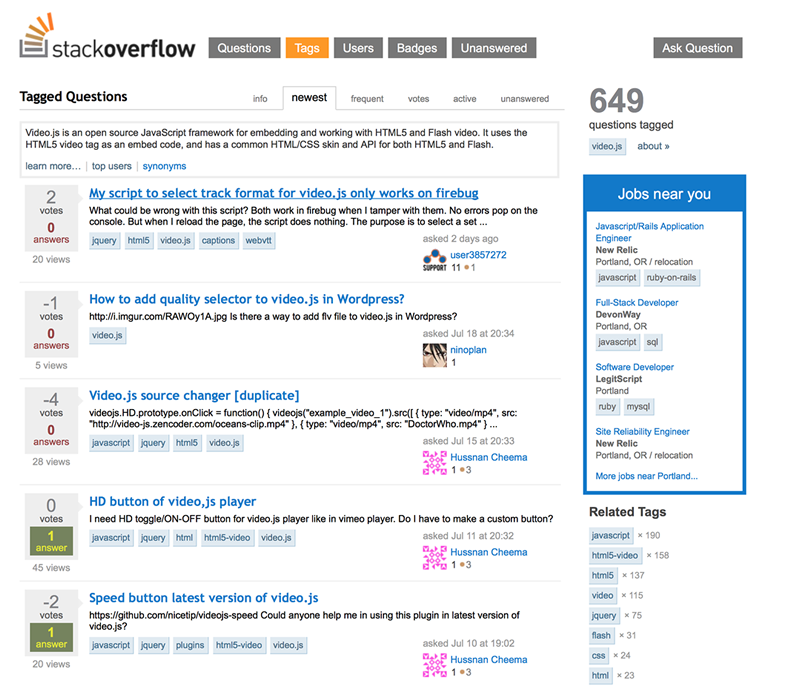 stackoverflow
Questions Tags Users Badges Unanswered Ask Question
Tagged Questions
info newest frequent votes active unanswered
Video.js is an open source JavaScript framework for embedding and working with HTML5 and Flash video. It uses the
HTML5 video tag as an embed code, and has a common HTML/CSS skin and API for both HTML5 and Flash.
learn more… | top users | synonyms
2
votes
0
answers
20 views
My script to select track format for video.js only works on firebug
What could be wrong with this script? Both work in firebug when I tamper with them. No errors pop on the
console. But when I reload the page, the script does nothing. The purpose is to select a set ...
jquery html5 video.js captions webvtt
asked 2 days ago
SUPPORT
user3857272
11 ●1
-1
votes
0
answers
5 views
How to add quality selector to video.js in Wordpress?
http://i.imgur.com/RAWOy1A.jpg Is there a way to add flv file to video.js in Wordpress?
video.js
asked Jul 18 at 20:34
ninoplan
1
-4
votes
0
answers
28 views
Video.js source changer [duplicate]
videojs.HD.prototype.onClick = function() { videojs("example_video_1").src([ { type: "video/mp4", src:
"http://video-js.zencoder.com/oceans-clip.mp4" }, { type: "video/mp4", src: "DoctorWho.mp4" } ...
javascript jquery html5 video.js
asked Jul 15 at 20:33
Hussnan Cheema
1 ●3
0
votes
1
answer
45 views
HD button of video,js player
I need HD toggle/ON-OFF button for video.js player like in vimeo player. Do I have to make a custom button?
javascript jquery html html5-video video.js
asked Jul 11 at 20:32
Hussnan Cheema
1 ●3
-2
votes
1
answer
20 views
Speed button latest version of video.js
https://github.com/nicetip/videojs-speed Could anyone help me in using this plugin in latest version of
video.js?
javascript jquery plugins html5-video video.js
asked Jul 10 at 19:02
Hussnan Cheema
1 ●3
649
questions tagged
video.js about »
Jobs near you
Javascript/Rails Application
Engineer
New Relic
Portland, OR / relocation
javascript ruby-on-rails
Full-Stack Developer
DevonWay
Portland, OR
javascript sql
Software Developer
LegitScript
Portland
ruby mysql
Site Reliability Engineer
New Relic
Portland, OR / relocation
More jobs near Portland...
Related Tags
javascript × 190
html5-video × 158
html5 × 137
video × 115
jquery × 75
flash × 31
css × 24
html × 23